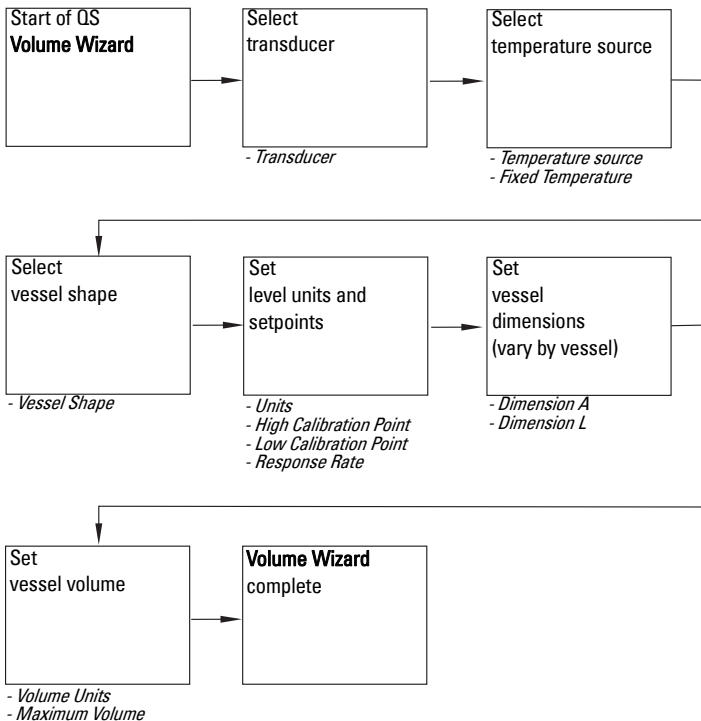 Start of QS
Volume Wizard
Select
transducer
- Transducer
Select
temperature source
- Temperature source
- Fixed Temperature
Select
vessel shape
- Vessel Shape
Set
level units and
setpoints
- Units
- High Calibration Point
- Low Calibration Point
- Response Rate
Set
vessel
dimensions
(vary by vessel)
- Dimension A
- Dimension L
Set
vessel volume
- Volume Units
- Maximum Volume
Volume Wizard
complete